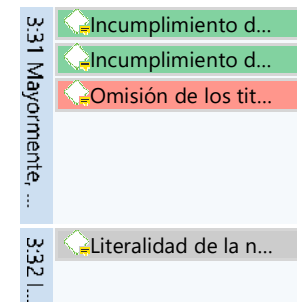 3:31 Mayormente, ...
Incumplimiento d...
Incumplimiento d...
Omisión de los tit...
3:32 I...
Literalidad de la n...